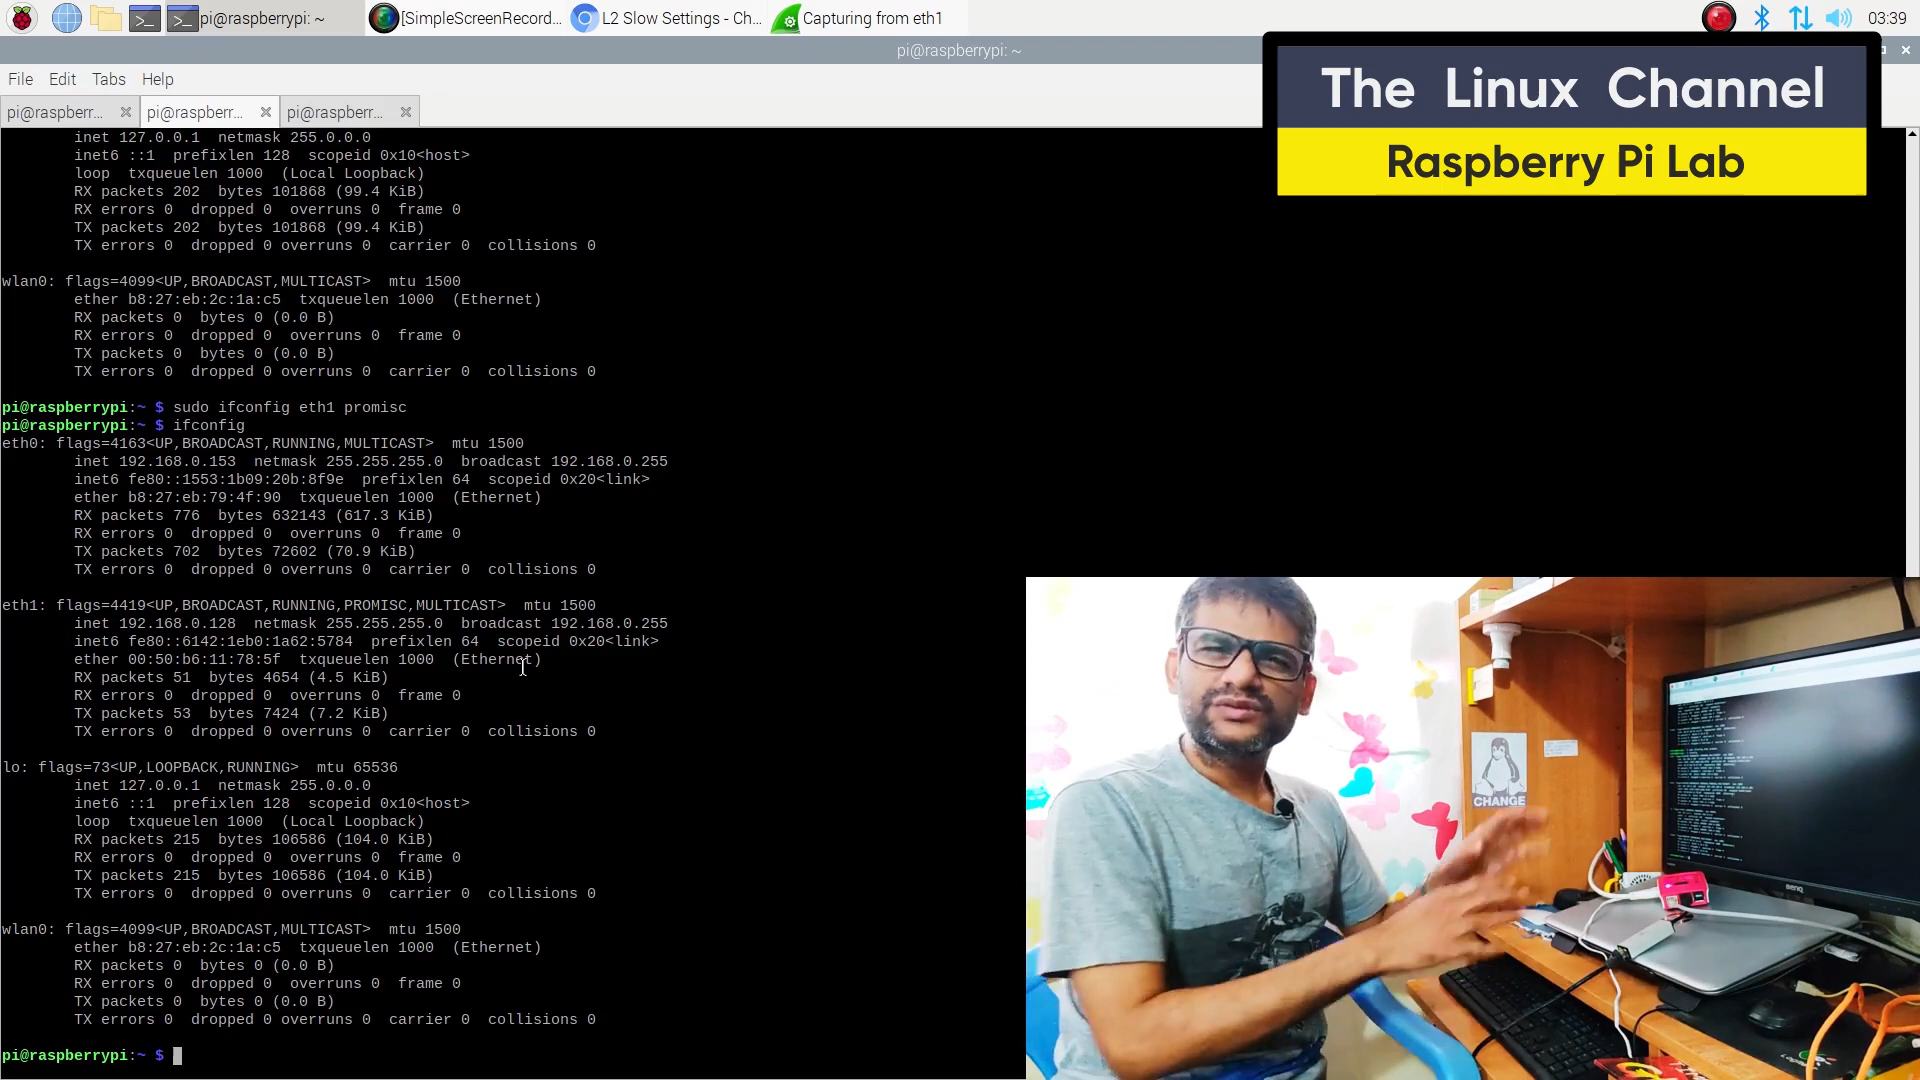 pi@raspberrypi: ~
[SimpleScreenRecord...
L2 Slow Settings - Ch...
Capturing from eth1
03:39
pi@raspberrypi: ~
File Edit Tabs Help
pi@raspberr...
pi@raspberr...
pi@raspberr...
The Linux Channel
Raspberry Pi Lab
inet 127.0.0.1 netmask 255.0.0.0
inet6 ::1 prefixlen 128 scopeid 0x10<host>
loop txqueuelen 1000 (Local Loopback)
RX packets 202 bytes 101868 (99.4 KiB)
RX errors 0 dropped 0 overruns 0 frame 0
TX packets 202 bytes 101868 (99.4 KiB)
TX errors 0 dropped 0 overruns 0 carrier 0 collisions 0
wlan0: flags=4099<UP,BROADCAST,MULTICAST> mtu 1500
ether b8:27:eb:2c:1a:c5 txqueuelen 1000 (Ethernet)
RX packets 0 bytes 0 (0.0 B)
RX errors 0 dropped 0 overruns 0 frame 0
TX packets 0 bytes 0 (0.0 B)
TX errors 0 dropped 0 overruns 0 carrier 0 collisions 0
pi@raspberrypi:~ $ sudo ifconfig eth1 promisc
pi@raspberrypi:~ $ ifconfig
eth0: flags=4163<UP,BROADCAST,RUNNING,MULTICAST> mtu 1500
inet 192.168.0.153 netmask 255.255.255.0 broadcast 192.168.0.255
inet6 fe80::1553:1b09:20b:8f9e prefixlen 64 scopeid 0x20<link>
ether b8:27:eb:79:4f:90 txqueuelen 1000 (Ethernet)
RX packets 776 bytes 632143 (617.3 KiB)
RX errors 0 dropped 0 overruns 0 frame 0
TX packets 702 bytes 72602 (70.9 KiB)
TX errors 0 dropped 0 overruns 0 carrier 0 collisions 0
eth1: flags=4419<UP,BROADCAST,RUNNING,PROMISC,MULTICAST> mtu 1500
inet 192.168.0.128 netmask 255.255.255.0 broadcast 192.168.0.255
inet6 fe80::6142:1eb0:1a62:5784 prefixlen 64 scopeid 0x20<link>
ether 00:50:b6:11:78:5f txqueuelen 1000 (Ethernet)
RX packets 51 bytes 4654 (4.5 KiB)
RX errors 0 dropped 0 overruns 0 frame 0
TX packets 53 bytes 7424 (7.2 KiB)
TX errors 0 dropped 0 overruns 0 carrier 0 collisions 0
lo: flags=73<UP,LOOPBACK,RUNNING> mtu 65536
inet 127.0.0.1 netmask 255.0.0.0
inet6 ::1 prefixlen 128 scopeid 0x10<host>
loop txqueuelen 1000 (Local Loopback)
RX packets 215 bytes 106586 (104.0 KiB)
RX errors 0 dropped 0 overruns 0 frame 0
TX packets 215 bytes 106586 (104.0 KiB)
TX errors 0 dropped 0 overruns 0 carrier 0 collisions 0
wlan0: flags=4099<UP,BROADCAST,MULTICAST> mtu 1500
ether b8:27:eb:2c:1a:c5 txqueuelen 1000 (Ethernet)
RX packets 0 bytes 0 (0.0 B)
RX errors 0 dropped 0 overruns 0 frame 0
TX packets 0 bytes 0 (0.0 B)
TX errors 0 dropped 0 overruns 0 carrier 0 collisions 0
pi@raspberrypi:~ $
CHANGE
BenQ